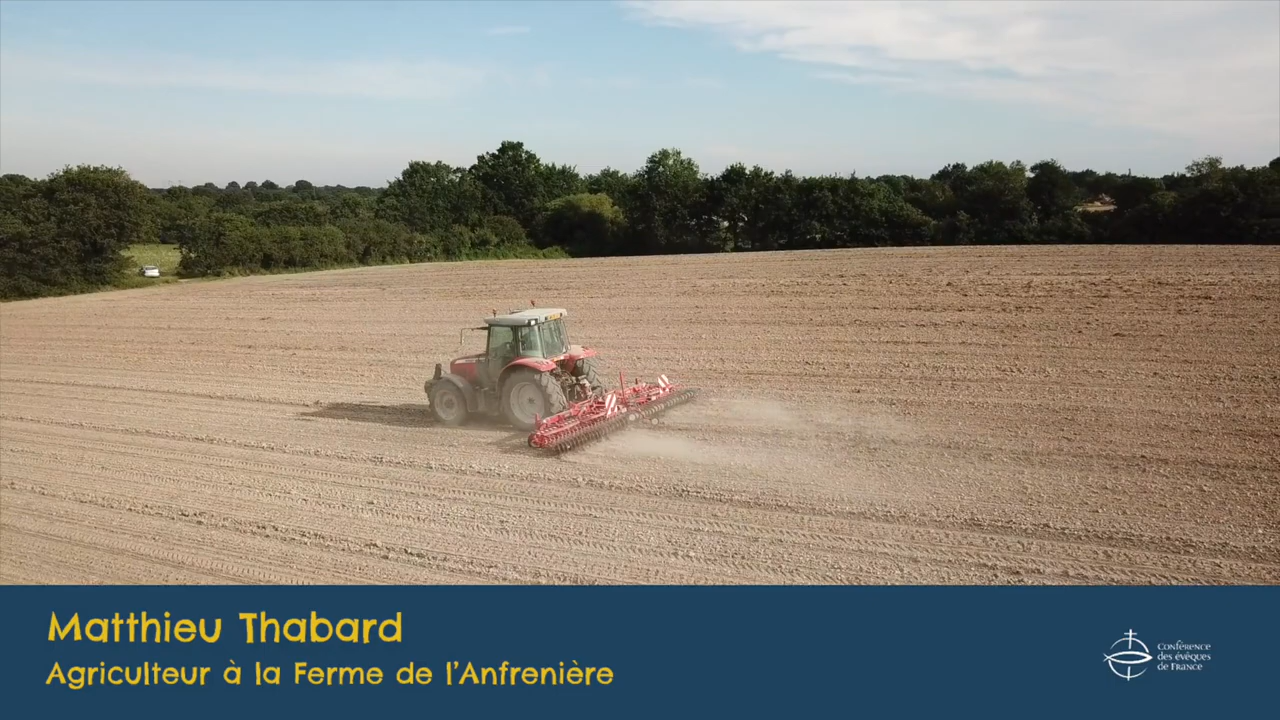 Matthieu Thabard
Agriculteur à la Ferme de l’Anfrenière
Conférence
des évêques
de France